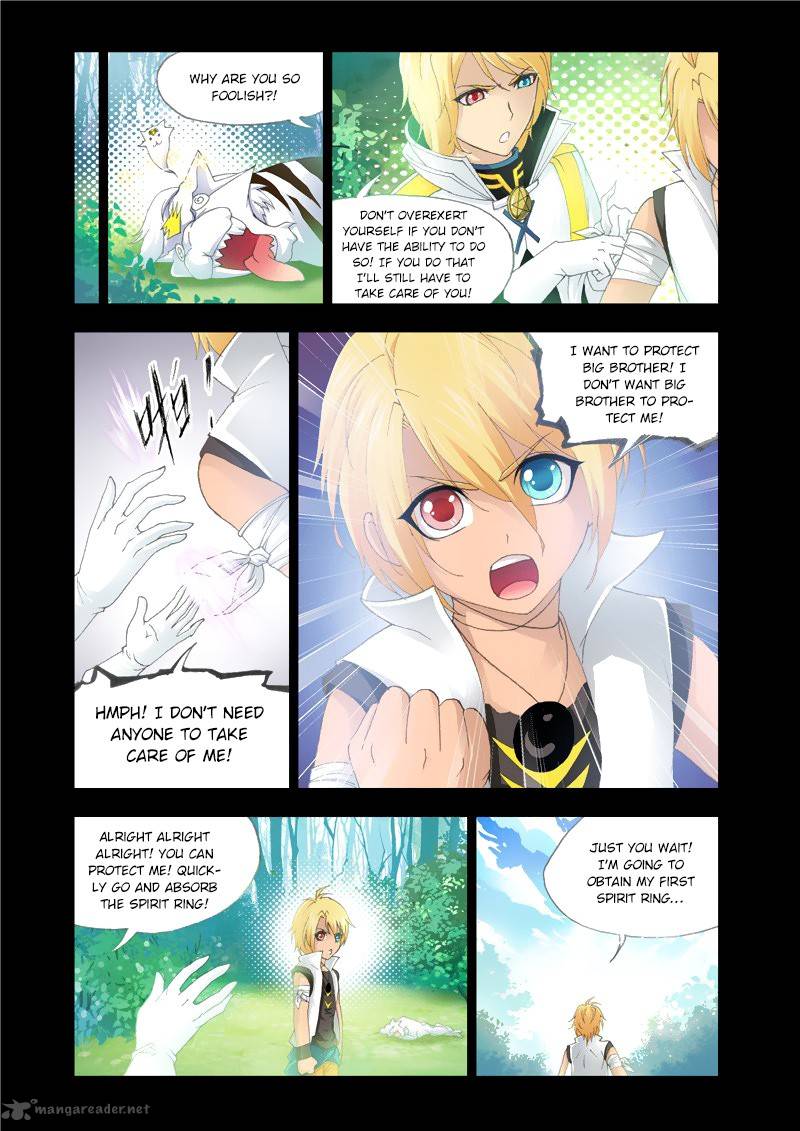 WHY ARE YOU SO
FOOLISH?!
DON'T OVEREXERT
YOURSELF IF YOU DON'T
HAVE THE ABILITY TO DO
SO! IF YOU DO THAT
I'LL STILL HAVE TO
TAKE CARE OF YOU!
啪!
HMPH! I DON'T NEED
ANYONE TO TAKE
CARE OF ME!
I WANT TO PROTECT
BIG BROTHER! I
DON'T WANT BIG
BROTHER TO PRO-
TECT ME!
ALRIGHT ALRIGHT
ALRIGHT! YOU CAN
PROTECT ME! QUICK-
LY GO AND ABSORB
THE SPIRIT RING!
JUST YOU WAIT!
I'M GOING TO
OBTAIN MY FIRST
SPIRIT RING...
mangareader.net